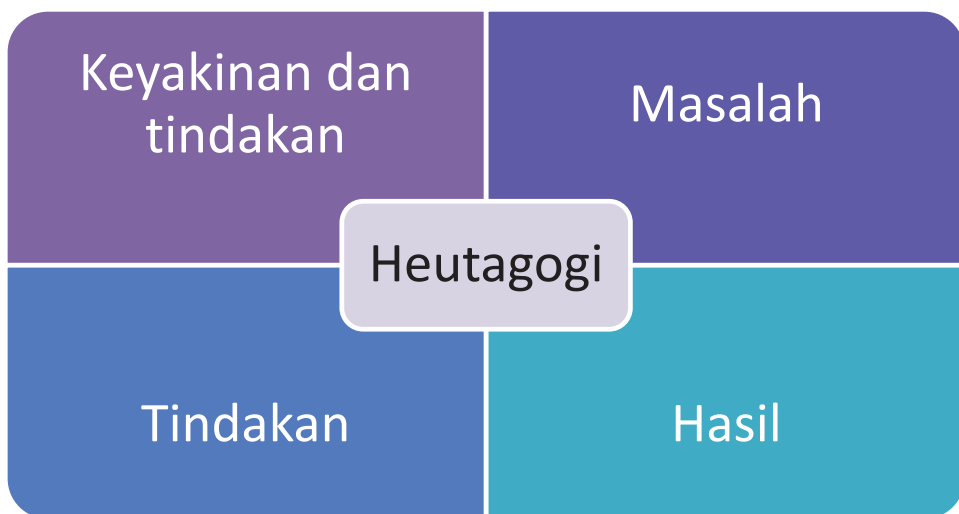 Keyakinan dan
tindakan
Masalah
Heutagogi
Tindakan
Hasil